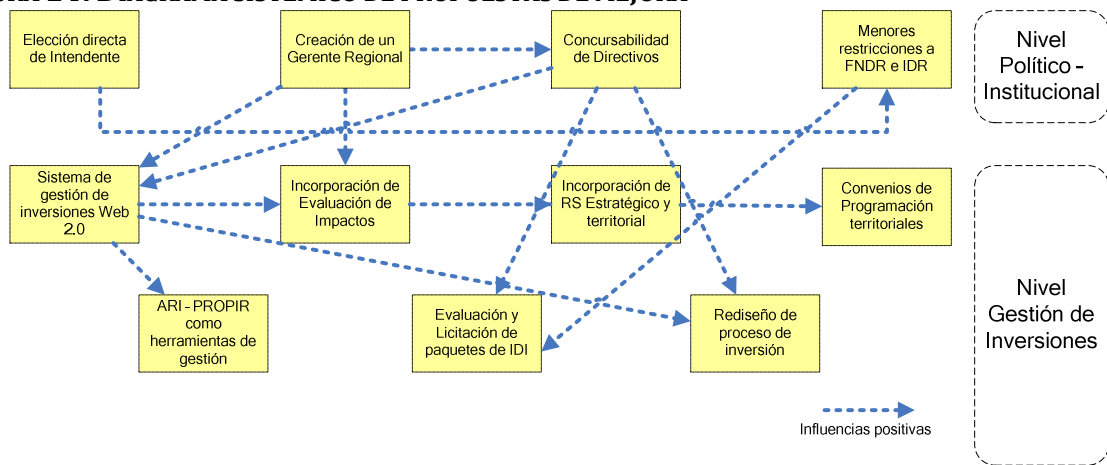 Elección directa
de Intendente
Creación de un
Gerente Regional
Concursabilidad
de Directivos
Menores
restricciones a
FNDR e IDR
Nivel
Político -
Institucional
Sistema de
gestión de
inversiones Web
2.0
Incorporación de
Evaluación de
Impactos
Incorporación de
RS Estratégico y
territorial
Convenios de
Programación
territoriales
ARI - PROPIR
como
herramientas de
gestión
Evaluación y
Licitación de
paquetes de IDI
Rediseño de
proceso de
inversión
Nivel
Gestión de
Inversiones
Influencias positivas